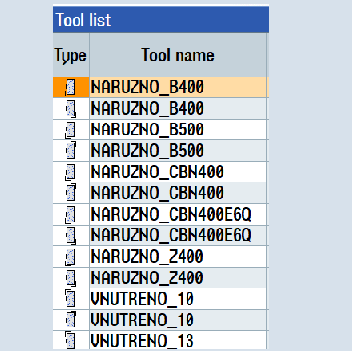 Tool list
Type Tool name
NARUZNO_B400
NARUZNO_B400
NARUZNO_B500
NARUZNO_B500
NARUZNO_CBN400
NARUZNO_CBN400
NARUZNO_CBN400E6Q
NARUZNO_CBN400E6Q
NARUZNO_Z400
NARUZNO_Z400
VNUTRENO_10
VNUTRENO_10
VNUTRENO_13